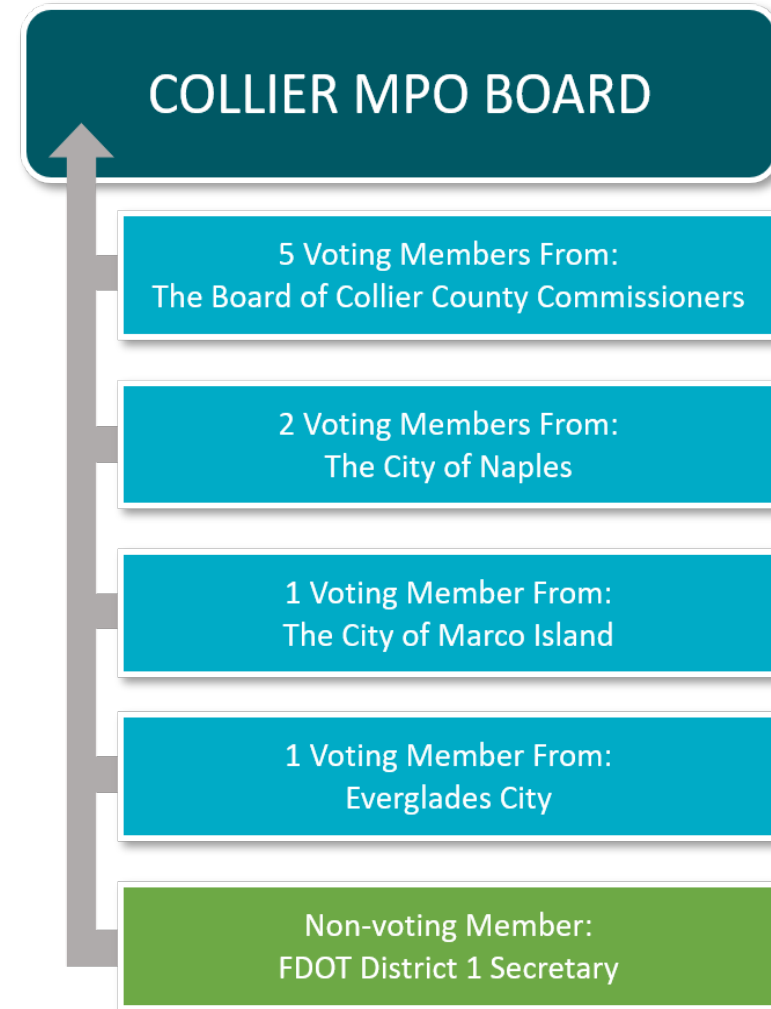 COLLIER MPO BOARD
5 Voting Members From:
The Board of Collier County Commissioners
2 Voting Members From:
The City of Naples
1 Voting Member From:
The City of Marco Island
1 Voting Member From:
Everglades City
Non-voting Member:
FDOT District 1 Secretary